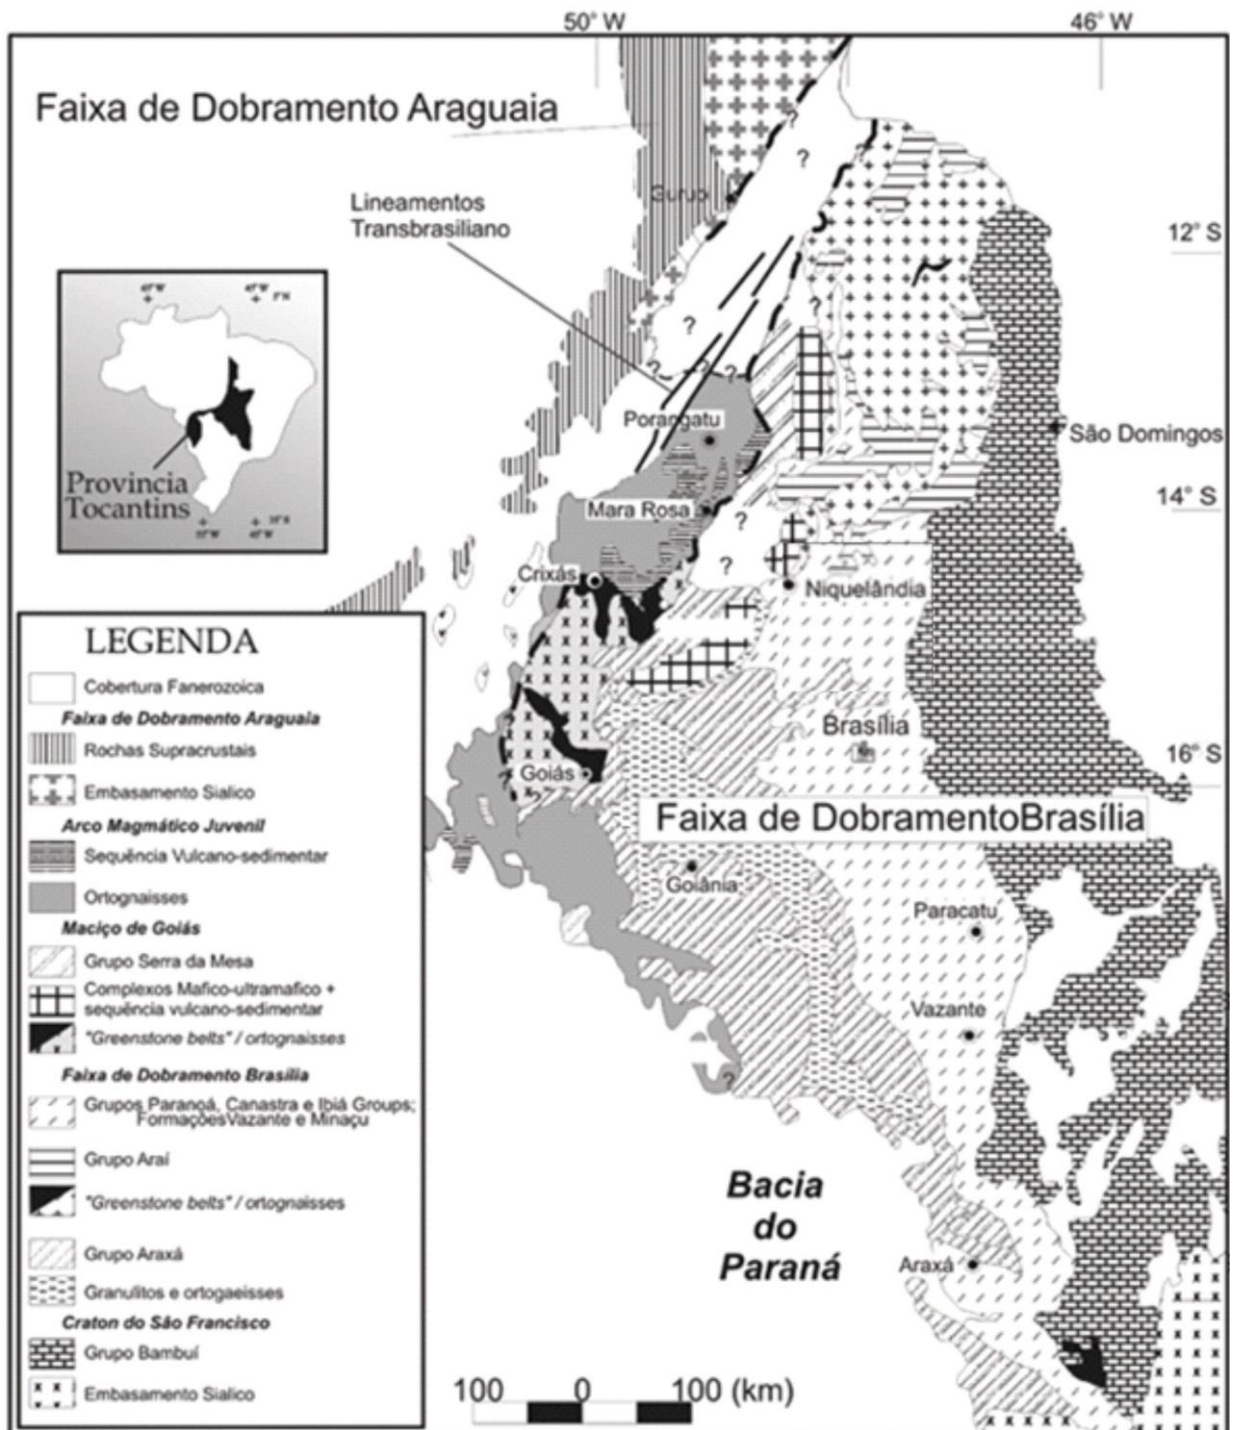 50° W
46° W
Faixa de Dobramento Araguaia
Lineamentos
Transbrasiliano
Gurupi
12° S
Provincia
Tocantins
Porangatu
São Domingos
14° S
Mara Rosa
Crixás
Niquelândia
Brasília
16° S
Goiás
Faixa de DobramentoBrasília
Goiânia
Paracatu
Vazante
Bacia
do
Paraná
Araxá
100 0 100 (km)
LEGENDA
Cobertura Fanerozoica
Faixa de Dobramento Araguaia
Rochas Supracrustais
Embasamento Sialico
Arco Magmático Juvenil
Sequência Vulcano-sedimentar
Ortognaisses
Maciço de Goiás
Grupo Serra da Mesa
Complexos Mafico-ultramafico +
sequência vulcano-sedimentar
"Greenstone belts" / ortognaisses
Faixa de Dobramento Brasília
Grupos Paranoá, Canastra e Ibiá Groups;
FormaçõesVazante e Minaçu
Grupo Araí
"Greenstone belts" / ortognaisses
Grupo Araxá
Granulitos e ortogaeisses
Craton do São Francisco
Grupo Bambuí
Embasamento Sialico